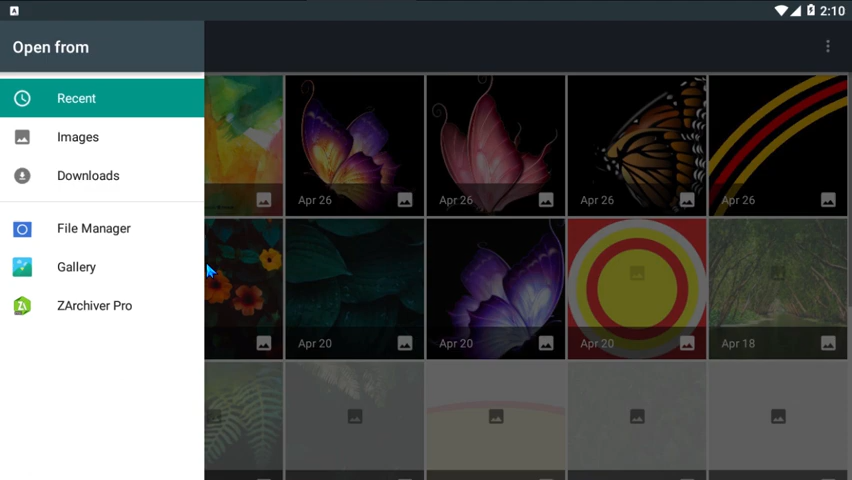 2:10
Open from
Recent
Images
Downloads
File Manager
Gallery
ZArchiver Pro
Apr 26
Apr 26
Apr 26
Apr 26
Apr 20
Apr 20
Apr 20
Apr 18